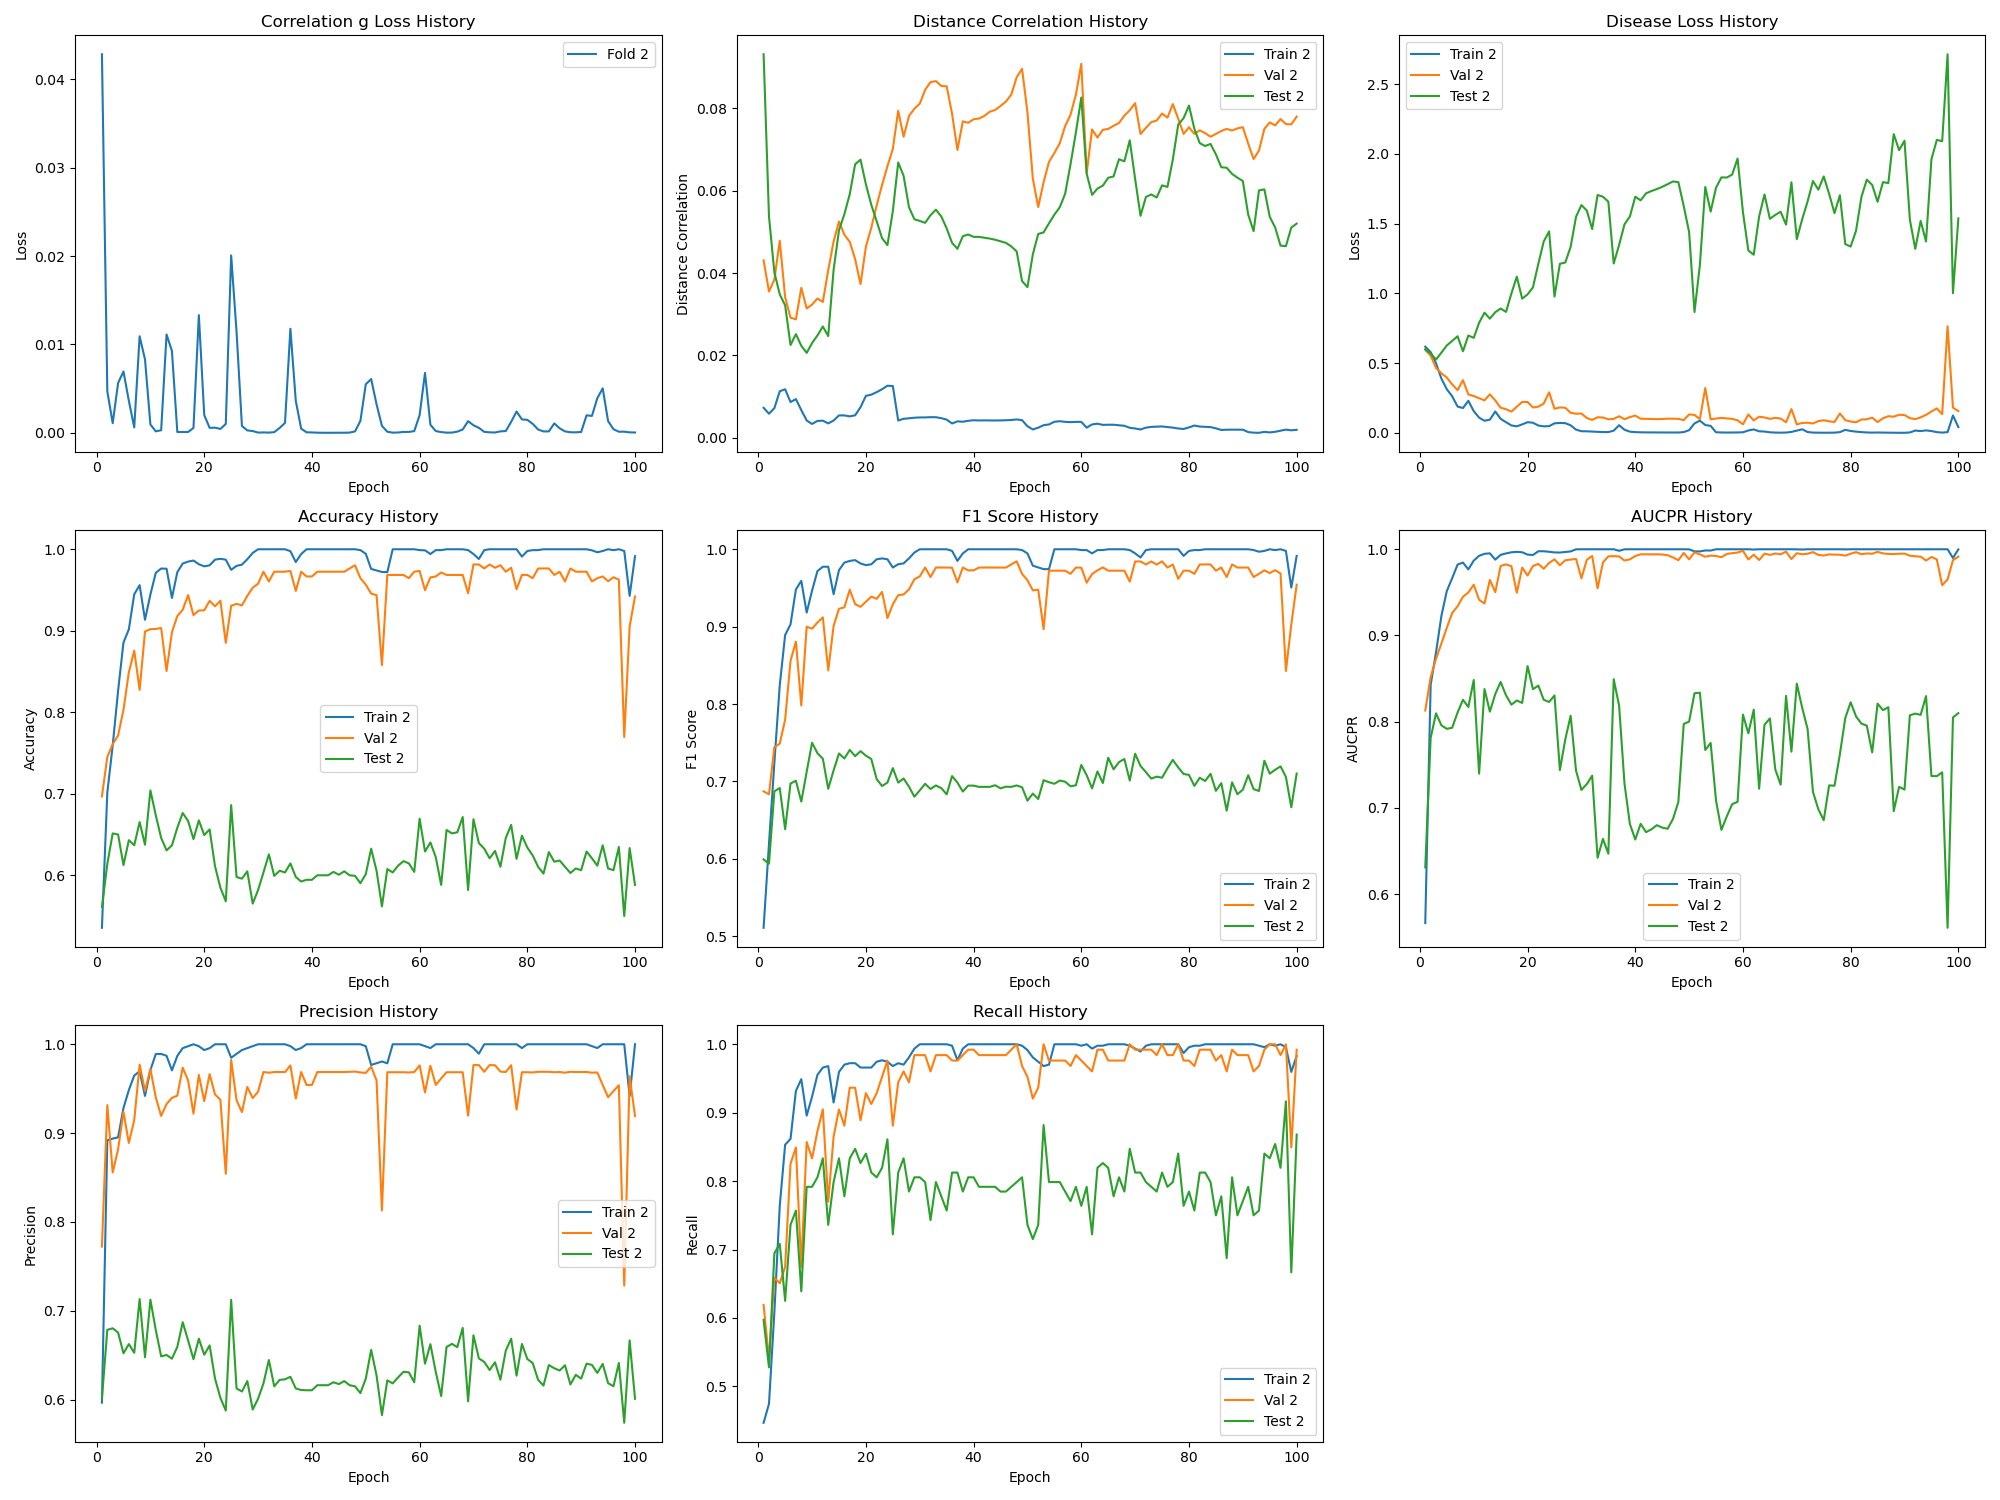 Correlation g Loss History
Fold 2
0.04
0.03
0.02
0.01
0.00
Loss
0 20 40 60 80 100
Epoch
Distance Correlation History
Train 2
Val 2
Test 2
0.08
0.06
0.04
0.02
0.00
Distance Correlation
0 20 40 60 80 100
Epoch
Disease Loss History
Train 2
Val 2
Test 2
2.5
2.0
1.5
1.0
0.5
0.0
Loss
0 20 40 60 80 100
Epoch
Accuracy History
1.0
0.9
0.8
0.7
0.6
Accuracy
Train 2
Val 2
Test 2
0 20 40 60 80 100
Epoch
F1 Score History
1.0
0.9
0.8
0.7
0.6
0.5
F1 Score
Train 2
Val 2
Test 2
0 20 40 60 80 100
Epoch
AUCPR History
1.0
0.9
0.8
0.7
0.6
AUCPR
Train 2
Val 2
Test 2
0 20 40 60 80 100
Epoch
Precision History
1.0
0.9
0.8
0.7
0.6
Precision
Train 2
Val 2
Test 2
0 20 40 60 80 100
Epoch
Recall History
1.0
0.9
0.8
0.7
0.6
0.5
Recall
Train 2
Val 2
Test 2
0 20 40 60 80 100
Epoch